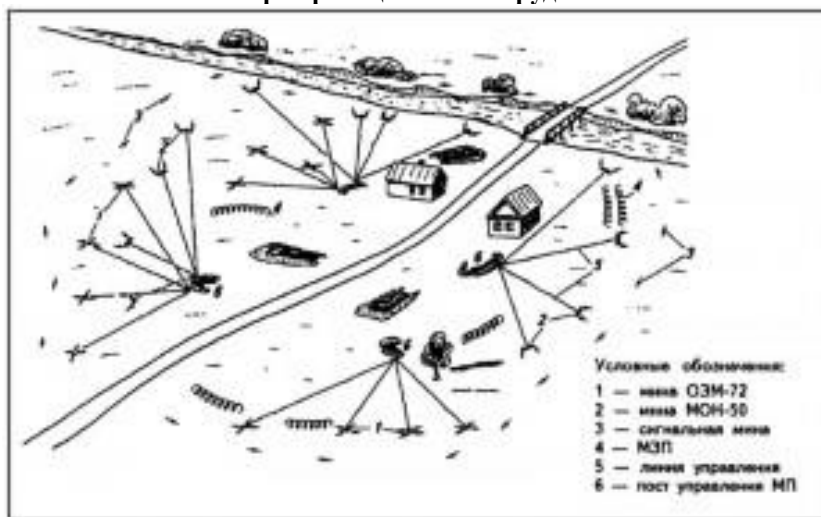 Условные обозначения:
1 — мина ОЗМ-72
2 — мина МОН-50
3 — сигнальная мина
4 — МЗП
5 — линия управления
6 — пост управления МП